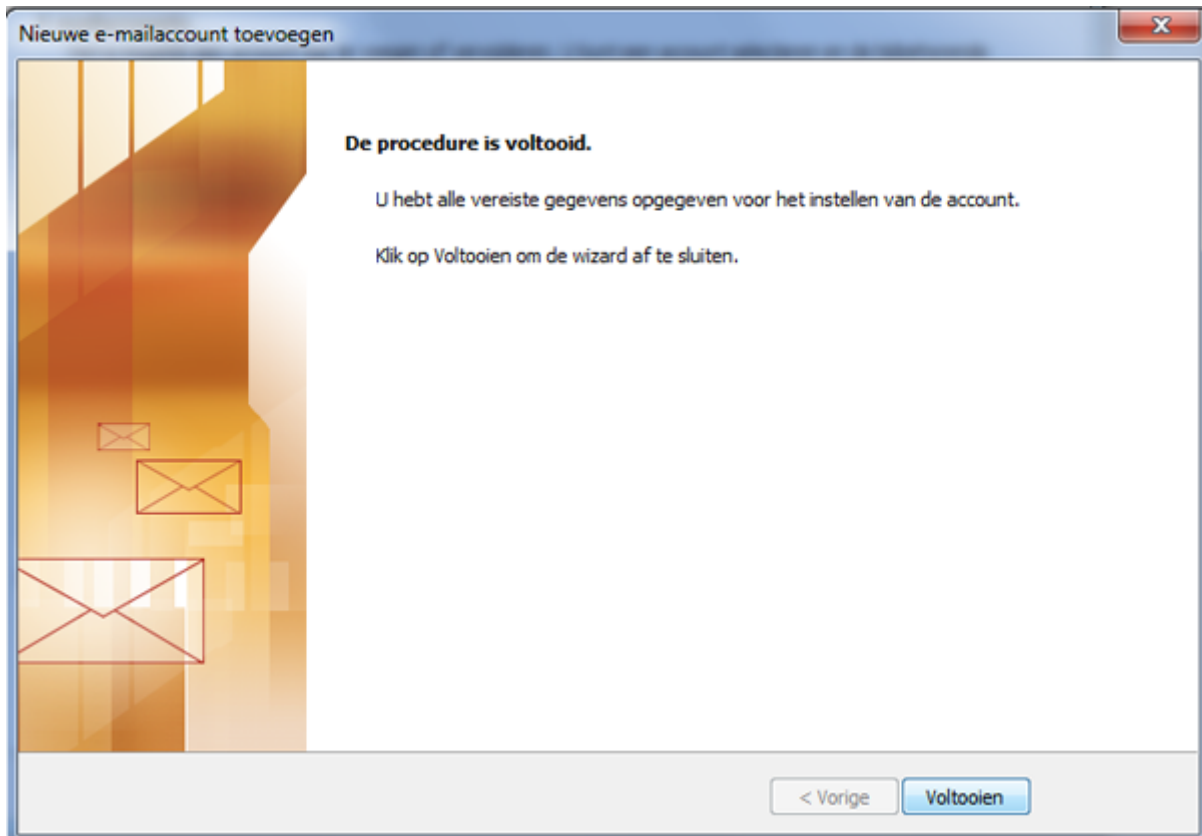 Nieuwe e-mailaccount toevoegen
De procedure is voltooid.
U hebt alle vereiste gegevens opgegeven voor het instellen van de account.
Klik op Voltooien om de wizard af te sluiten.
< Vorige
Voltooien